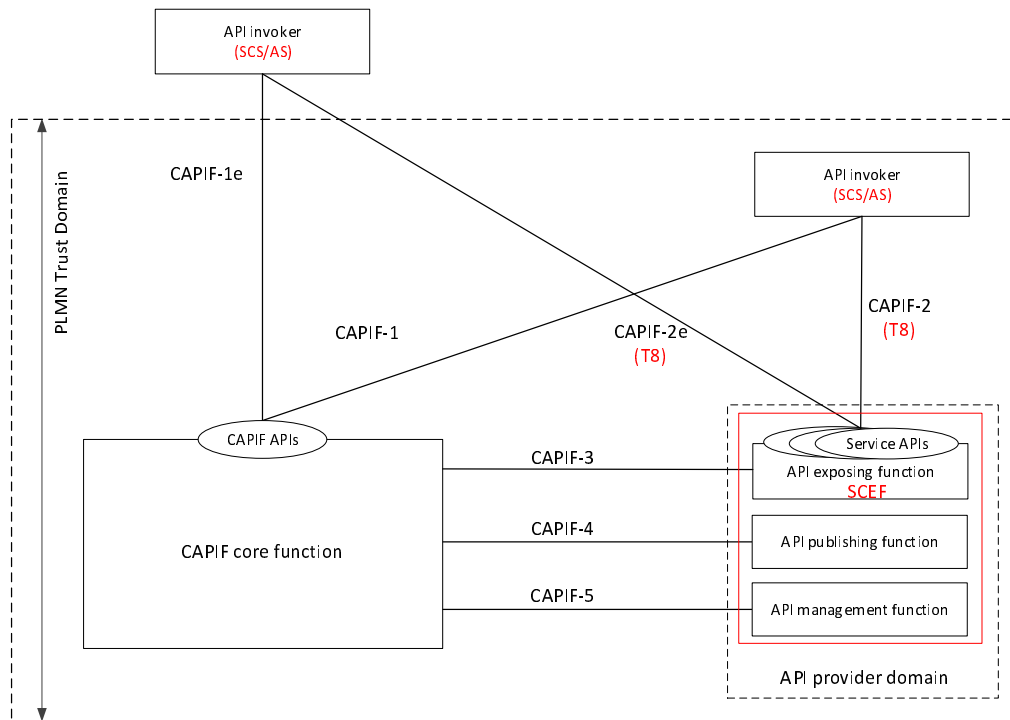 API invoker
(SCS/AS)
PLMN Trust Domain
CAPIF-1e
API invoker
(SCS/AS)
CAPIF-1
CAPIF-2e
(T8)
CAPIF-2
(T8)
CAPIF APIs
Service APIs
API exposing function
SCEF
CAPIF-3
CAPIF core function
CAPIF-4
API publishing function
CAPIF-5
API management function
API provider domain